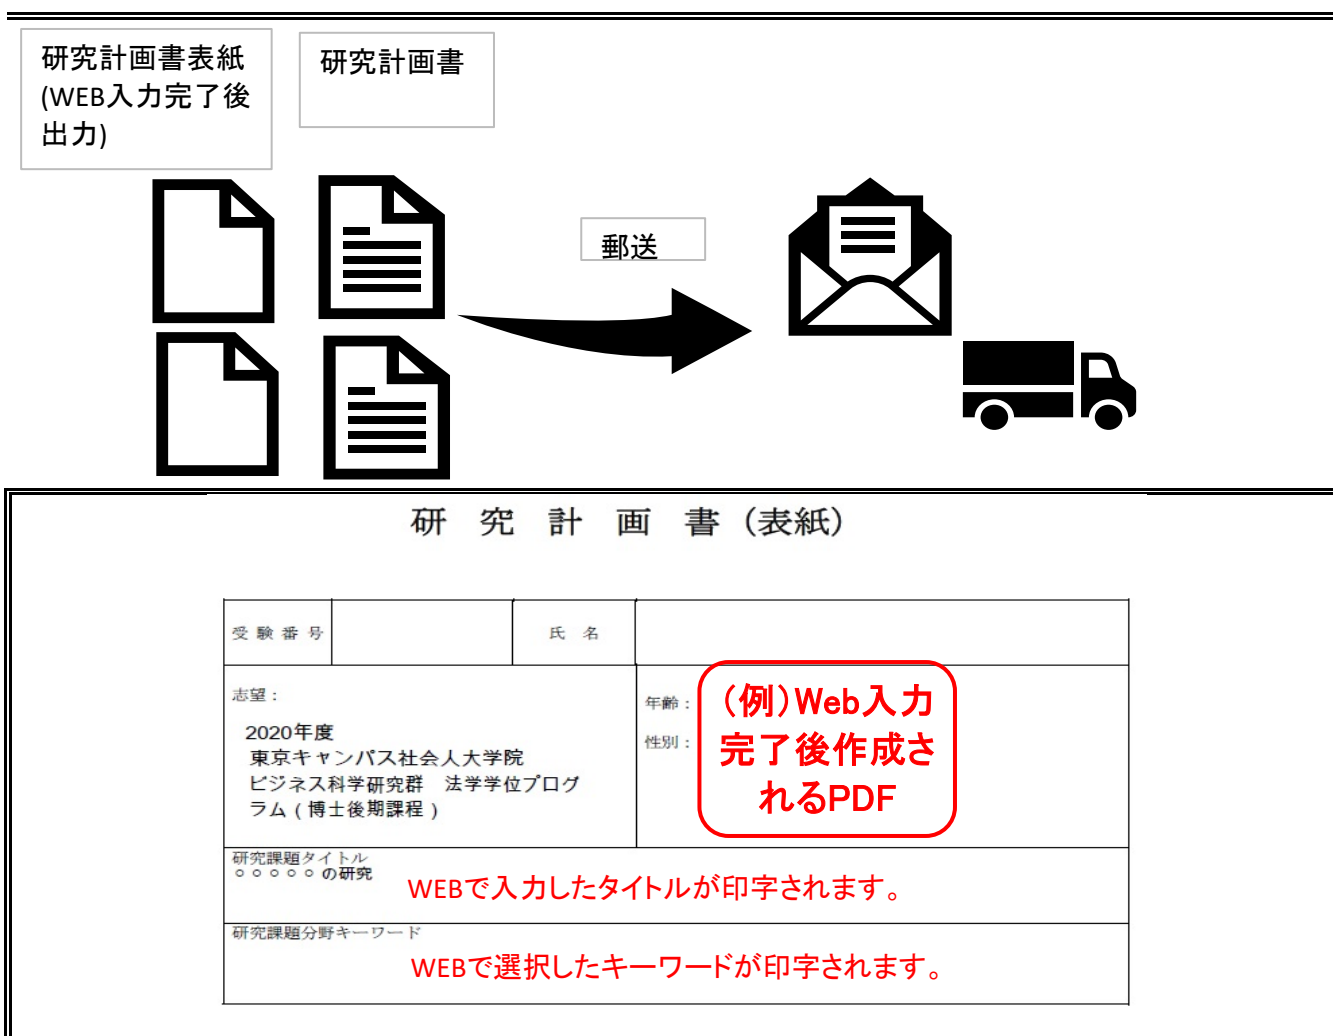 研究計画書表紙
(WEB入力完了後
出力)
研究計画書
郵送
研究計画書（表紙）
受験番号
氏名
志望：
2020年度
東京キャンパス社会人大学院
ビジネス科学研究群　法学学位プログ
ラム ( 博士後期課程 )
年齢：
性別：
（例）Web入力
完了後作成さ
れるPDF
研究課題タイトル
○○○○○の研究
WEBで入力したタイトルが印字されます。
研究課題分野キーワード
WEBで選択したキーワードが印字されます。